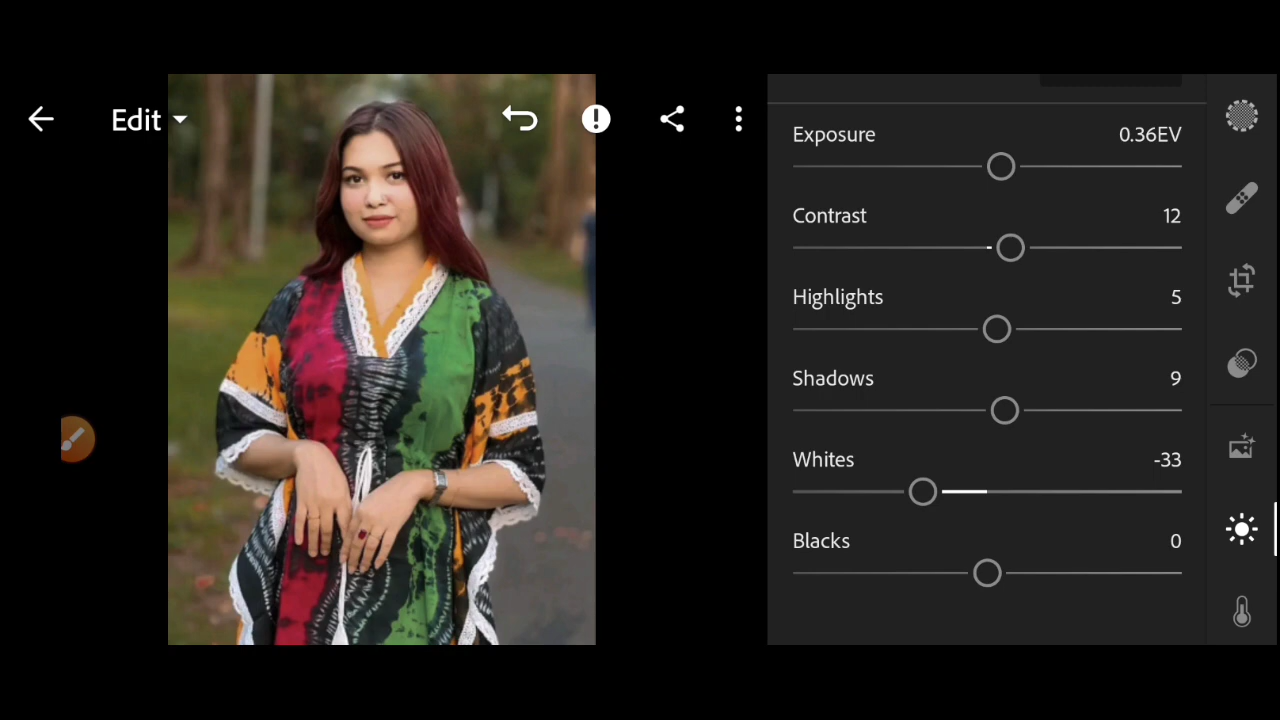 Edit
Exposure 0.36EV
Contrast 12
Highlights 5
Shadows 9
Whites -33
Blacks 0